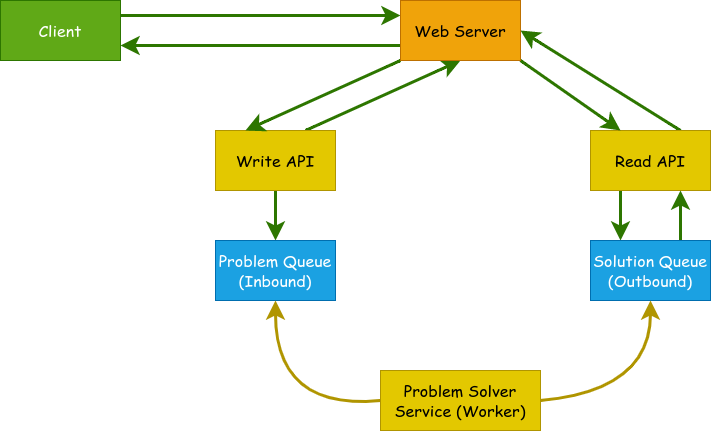 Client
Web Server
Write API
Read API
Problem Queue
(Inbound)
Solution Queue
(Outbound)
Problem Solver
Service (Worker)